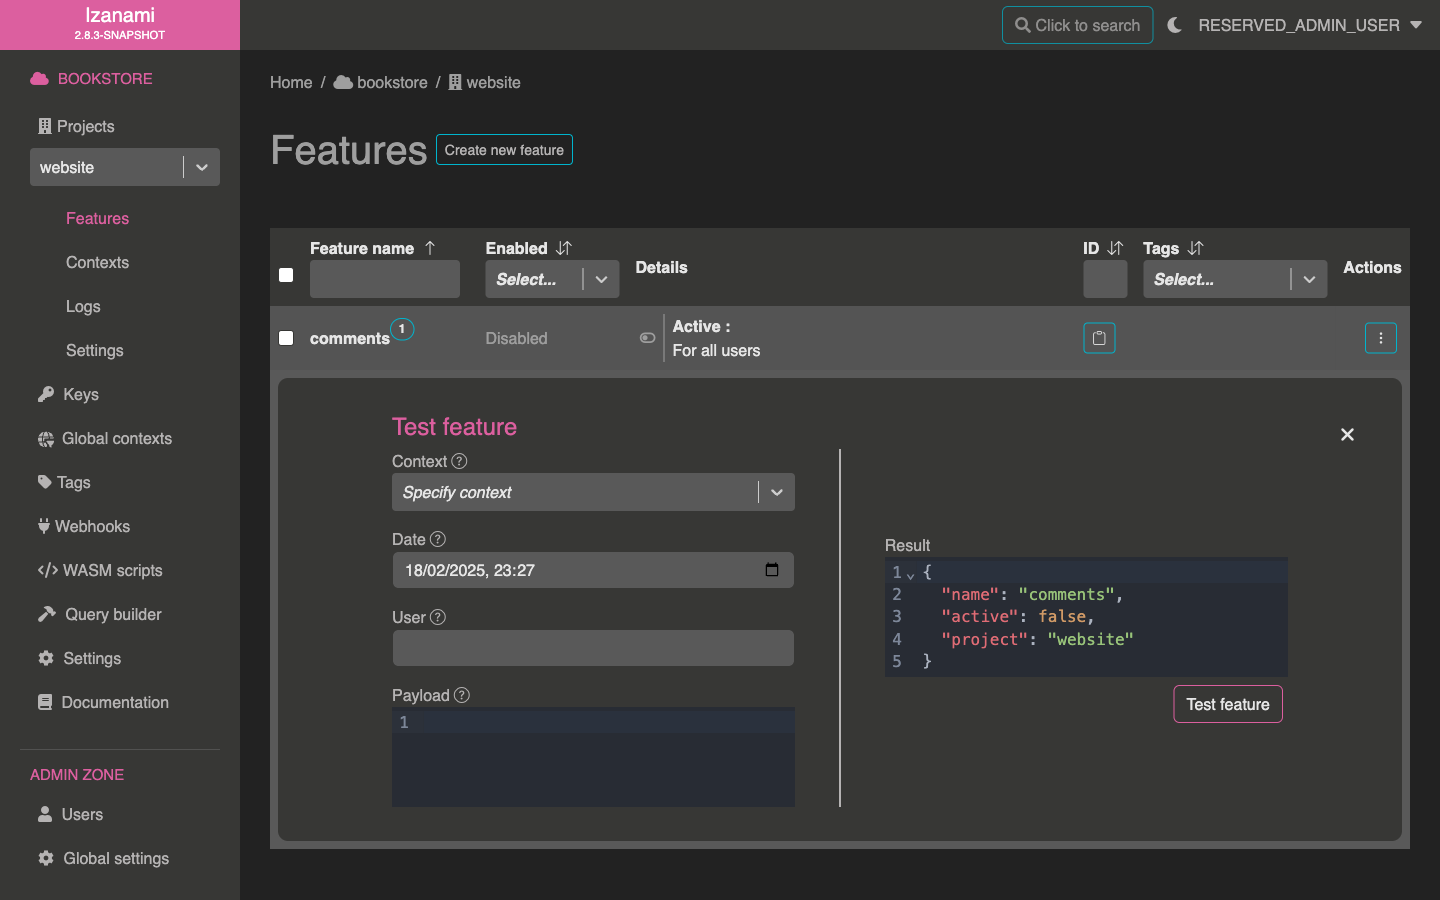 Izanami
2.8.3-SNAPSHOT
Click to search
RESERVED_ADMIN_USER
BOOKSTORE
Projects
website
Features
Contexts
Logs
Settings
Keys
Global contexts
Tags
Webhooks
WASM scripts
Query builder
Settings
Documentation
ADMIN ZONE
Users
Global settings
Home / bookstore / website
Features
Create new feature
Feature name
Enabled
Select...
Details
ID
Tags
Select...
Actions
comments 1
Disabled
Active :
For all users
Test feature
Context ?
Specify context
Date ?
18/02/2025, 23:27
User ?
Payload ?
1
Result
1 {
2 "name": "comments",
3 "active": false,
4 "project": "website"
5 }
Test feature